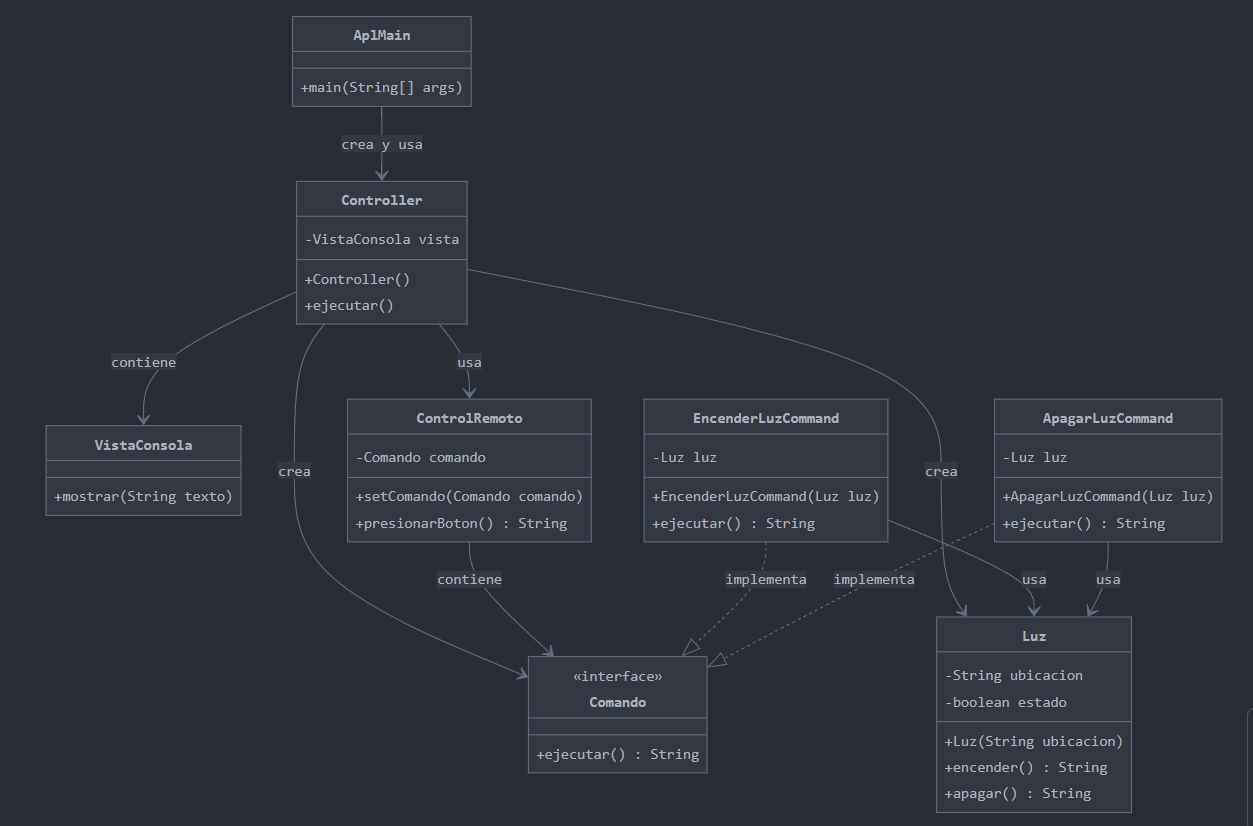 AplMain
+main(String[] args)
crea y usa
Controller
-VistaConsola vista
+Controller()
+ejecutar()
contiene
usa
VistaConsola
+mostrar(String texto)
crea
ControlRemoto
-Comando comando
+setComando(Comando comando)
+presionarBoton() : String
EncenderLuzCommand
-Luz luz
+EncenderLuzCommand(Luz luz)
+ejecutar() : String
crea
ApagarLuzCommand
-Luz luz
+ApagarLuzCommand(Luz luz)
+ejecutar() : String
contiene
implementa
implementa
usa
usa
«interface»
Comando
+ejecutar() : String
Luz
-String ubicacion
-boolean estado
+Luz(String ubicacion)
+encender() : String
+apagar() : String